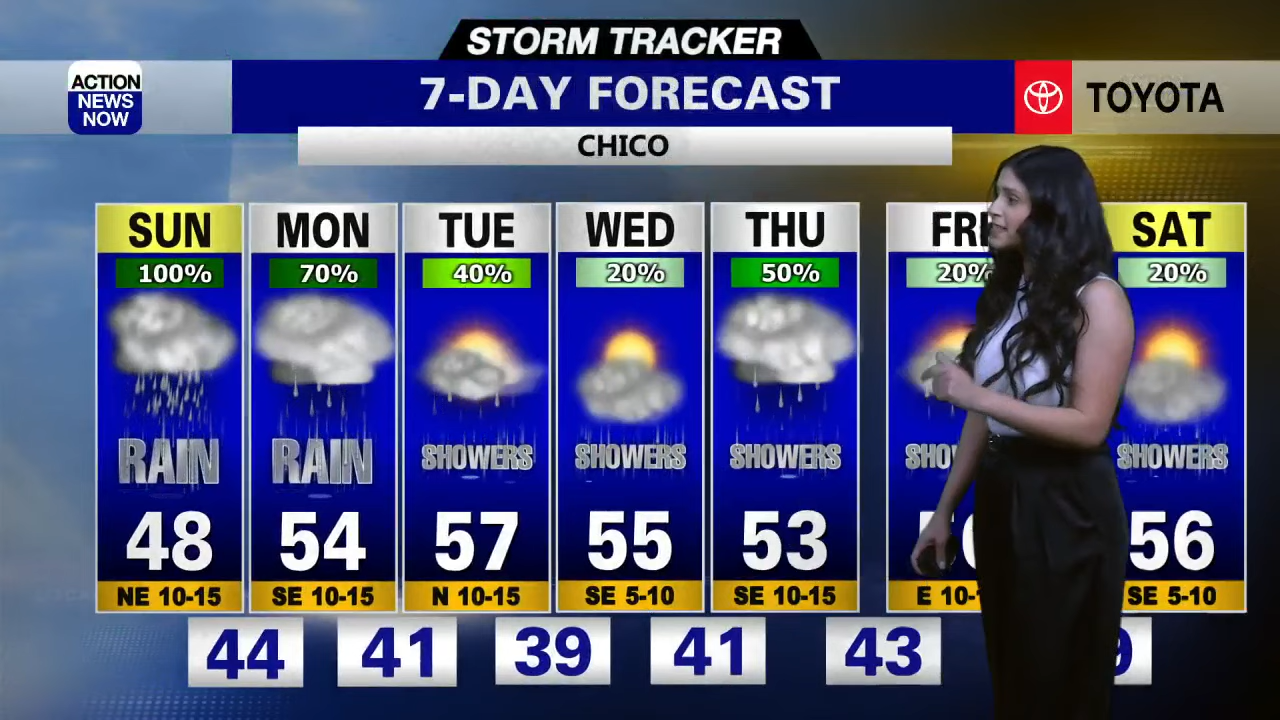 STORM TRACKER
ACTION
NEWS
NOW
7-DAY FORECAST
TOYOTA
CHICO
SUN MON TUE WED THU FRI SAT
100% 70% 40% 20% 50% 20% 20%
RAIN RAIN SHOWERS SHOWERS SHOWERS SHOWERS
48 54 57 55 53 56
NE 10-15 SE 10-15 N 10-15 SE 5-10 SE 10-15 SE 5-10
44 41 39 41 43